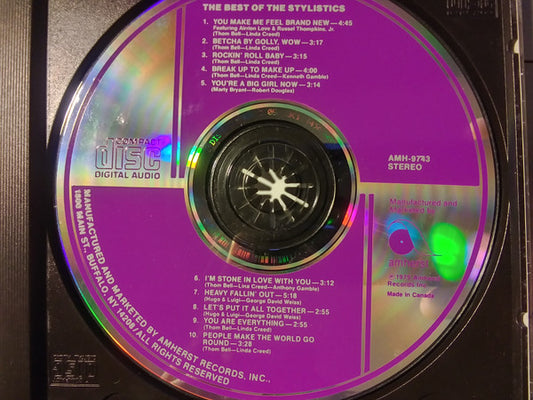 THE BEST OF THE STYLISTICS
1. YOU MAKE ME FEEL BRAND NEW—4:45
Featuring Airrion Love & Russel Thompkins, Jr.
(Thom Bell—Linda Creed)
2. BETCHA BY GOLLY, WOW—3:17
(Thom Bell—Linda Creed)
3. ROCKIN' ROLL BABY—3:15
(Thom Bell—Linda Creed)
4. BREAK UP TO MAKE UP—4:00
(Thom Bell—Linda Creed—Kenneth Gamble)
5. YOU'RE A BIG GIRL NOW—3:14
(Marty Bryant—Robert Douglas)
COMPACT
disc
DIGITAL AUDIO
AMH-9743
STEREO
Manufactured and
Marketed by
amherst
℗ 1975 Amherst
Records Inc.
Made in Canada
6. I'M STONE IN LOVE WITH YOU—3:12
(Thom Bell—Linda Creed—Anthony Gamble)
7. HEAVY FALLIN' OUT—5:18
(Hugo & Luigi—George David Weiss)
8. LET'S PUT IT ALL TOGETHER—2:55
(Hugo & Luigi—George David Weiss)
9. YOU ARE EVERYTHING—2:55
(Thom Bell—Linda Creed)
10. PEOPLE MAKE THE WORLD GO
ROUND—3:28
(Thom Bell—Linda Creed)
MANUFACTURED AND MARKETED BY AMHERST RECORDS, INC.,
1800 MAIN ST., BUFFALO, NY 14208/ALL RIGHTS RESERVED